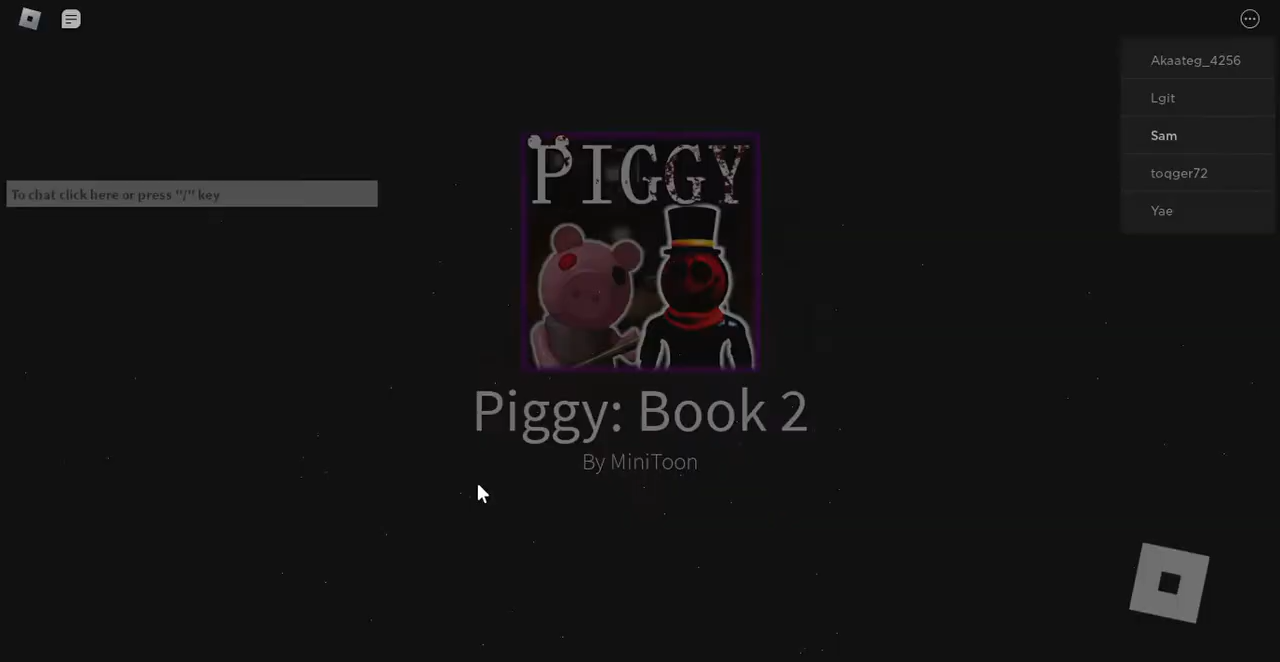 Akaateg_4256
Lgit
Sam
toqger72
Yae
To chat click here or press "/" key
PIGGY
Piggy: Book 2
By MiniToon